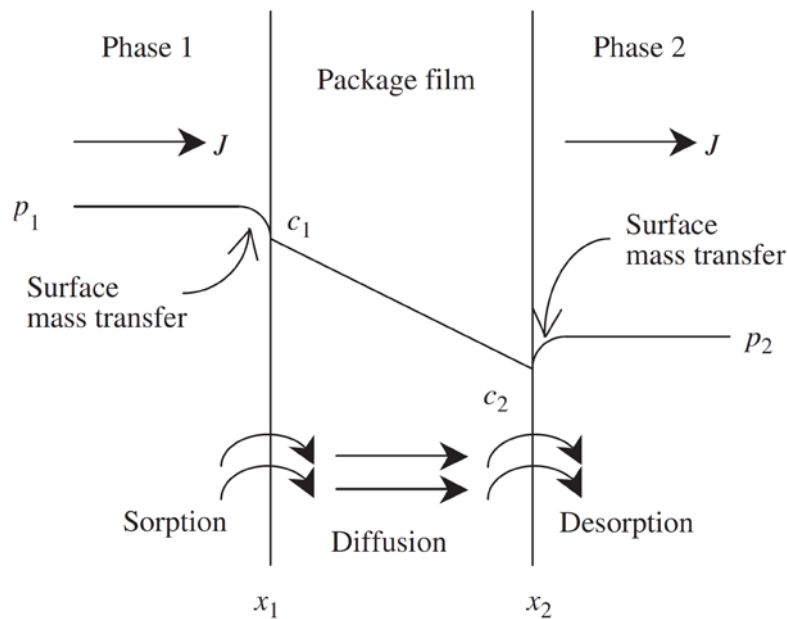 Phase 1
Package film
Phase 2
J
J
p₁
c₁
Surface
mass transfer
Surface
mass transfer
p₂
c₂
Sorption
Diffusion
Desorption
x₁
x₂